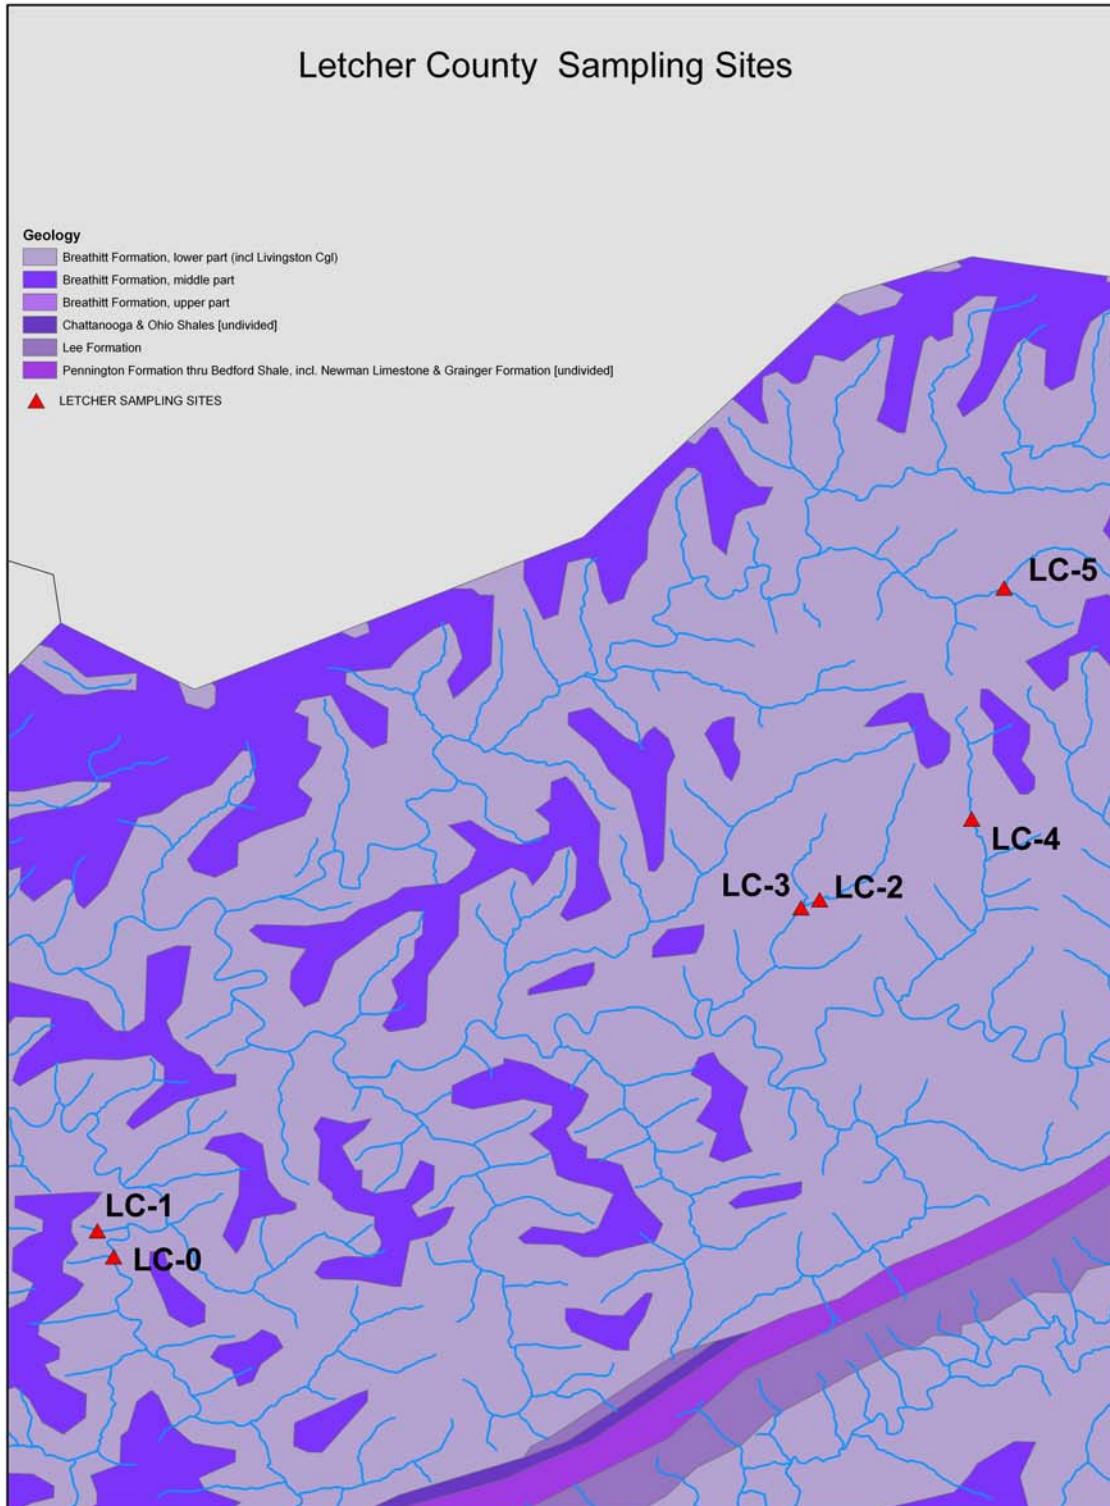 Letcher County  Sampling Sites
Geology
Breathitt Formation, lower part (incl Livingston Cgl)
Breathitt Formation, middle part
Breathitt Formation, upper part
Chattanooga & Ohio Shales [undivided]
Lee Formation
Pennington Formation thru Bedford Shale, incl. Newman Limestone & Grainger Formation [undivided]
LETCHER SAMPLING SITES
LC-5
LC-4
LC-3
LC-2
LC-1
LC-0